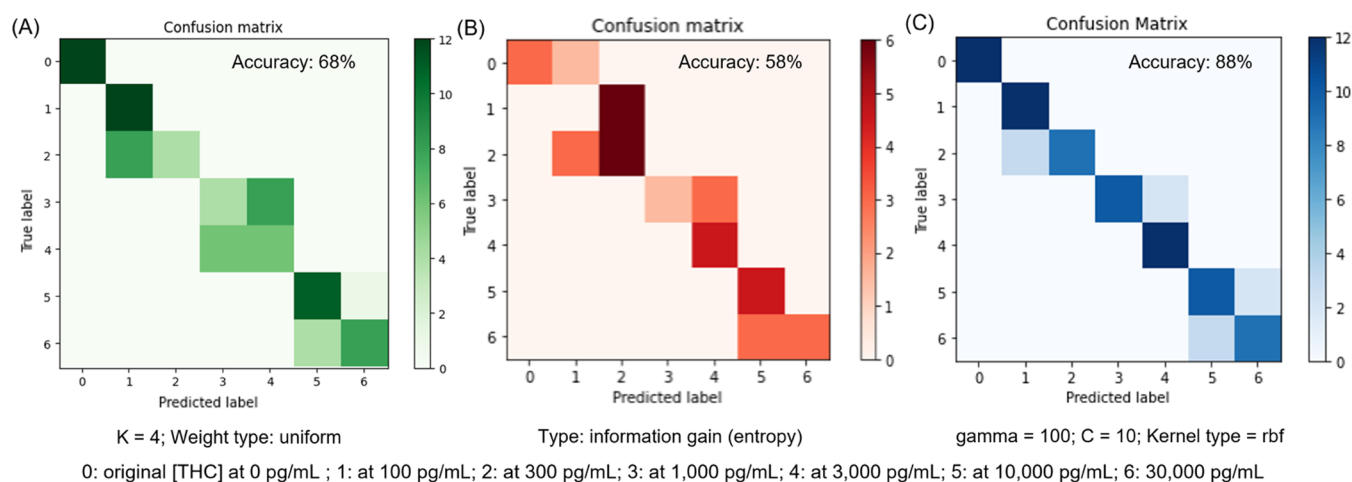 (A)
Confusion matrix
Accuracy: 68%
0
1
2
3
4
5
6
True label
0 1 2 3 4 5 6
Predicted label
12
10
8
6
4
2
0
K = 4; Weight type: uniform
(B)
Confusion matrix
Accuracy: 58%
0
1
2
3
4
5
6
True label
0 1 2 3 4 5 6
Predicted label
6
5
4
3
2
1
0
Type: information gain (entropy)
(C)
Confusion Matrix
Accuracy: 88%
0
1
2
3
4
5
6
True label
0 1 2 3 4 5 6
Predicted label
12
10
8
6
4
2
0
gamma = 100; C = 10; Kernel type = rbf
0: original [THC] at 0 pg/mL ; 1: at 100 pg/mL; 2: at 300 pg/mL; 3: at 1,000 pg/mL; 4: at 3,000 pg/mL; 5: at 10,000 pg/mL; 6: 30,000 pg/mL